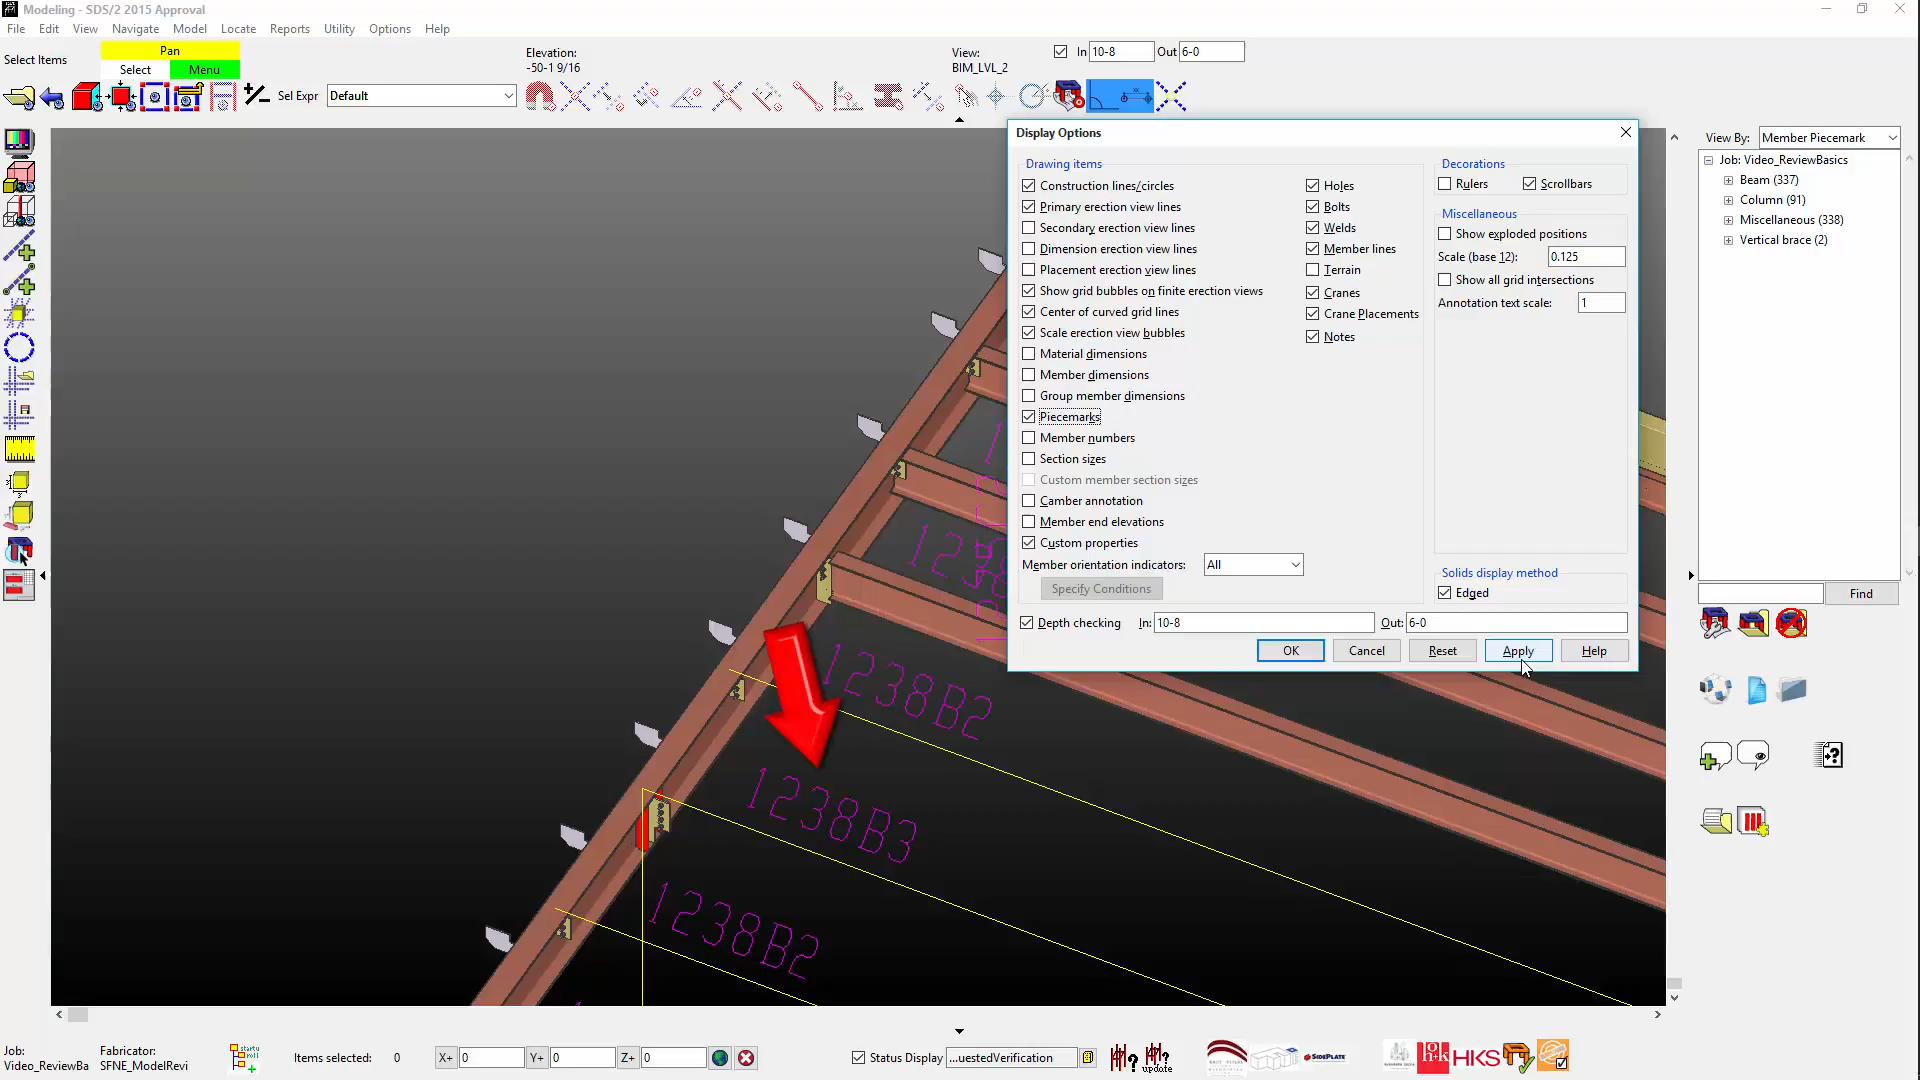 Modeling - SDS/2 2015 Approval
File Edit View Navigate Model Locate Reports Utility Options Help
Select Items
Pan
Select Menu
Elevation:
-50-1 9/16
View:
BIM_LVL_2
In 10-8 Out 6-0
Sel Expr Default
Display Options
Drawing items
Construction lines/circles
Primary erection view lines
Secondary erection view lines
Dimension erection view lines
Placement erection view lines
Show grid bubbles on finite erection views
Center of curved grid lines
Scale erection view bubbles
Material dimensions
Member dimensions
Group member dimensions
Piecemarks
Member numbers
Section sizes
Custom member section sizes
Camber annotation
Member end elevations
Custom properties
Member orientation indicators: All
Specify Conditions
Holes
Bolts
Welds
Member lines
Terrain
Cranes
Crane Placements
Notes
Decorations
Rulers Scrollbars
Miscellaneous
Show exploded positions
Scale (base 12): 0.125
Show all grid intersections
Annotation text scale: 1
Solids display method
Edged
Depth checking In: 10-8 Out: 6-0
OK Cancel Reset Apply Help
View By: Member Piecemark
Job: Video_ReviewBasics
Beam (337)
Column (91)
Miscellaneous (338)
Vertical brace (2)
Find
1238B2
1238B3
1238B2
Job:
Video_ReviewBa
Fabricator:
SFNE_ModelRevi
Items selected: 0
X+ 0 Y+ 0 Z+ 0
Status Display ...uestedVerification
update
SIDEPLATE
HKS